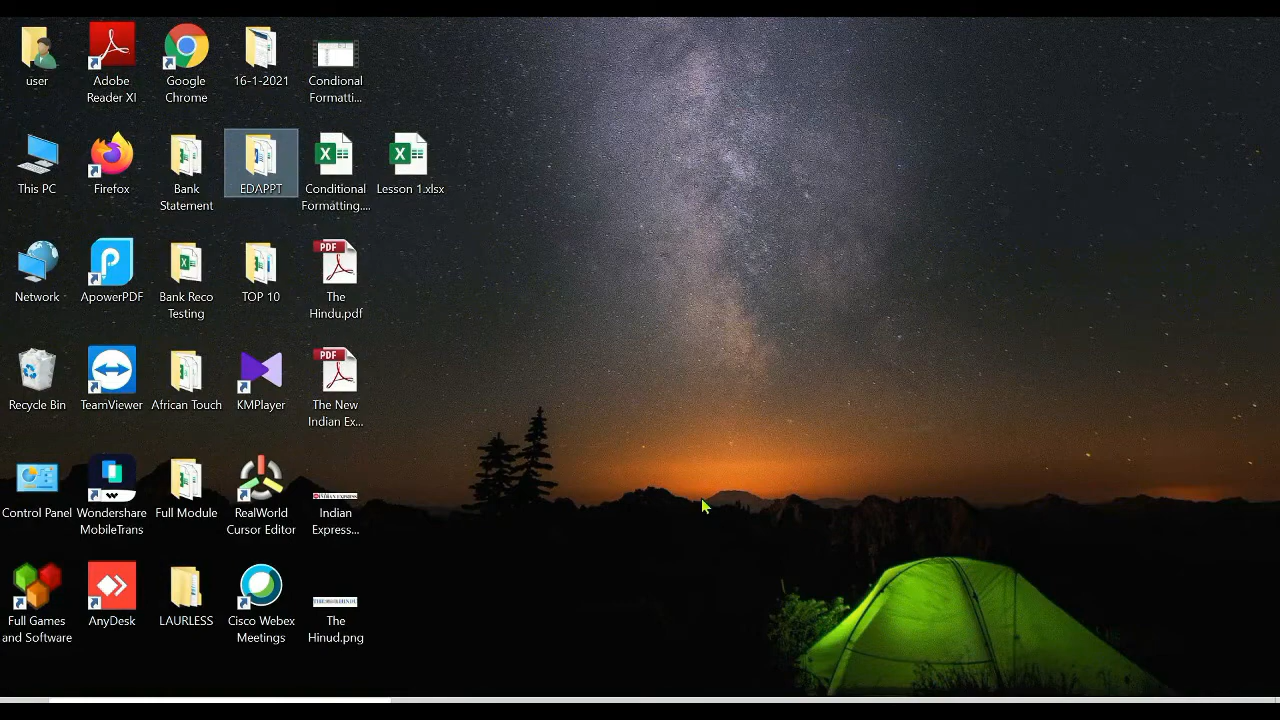 user
Adobe
Reader XI
Google
Chrome
16-1-2021
Condional
Formatti...
This PC
Firefox
Bank
Statement
EDAPPT
Conditional
Formatting....
Lesson 1.xlsx
Network
ApowerPDF
Bank Reco
Testing
TOP 10
PDF
The
Hindu.pdf
Recycle Bin
TeamViewer
African Touch
KMPlayer
PDF
The New
Indian Ex...
Control Panel
Wondershare
MobileTrans
Full Module
RealWorld
Cursor Editor
Indian
Express...
Full Games
and Software
AnyDesk
LAURLESS
Cisco Webex
Meetings
The
Hinud.png